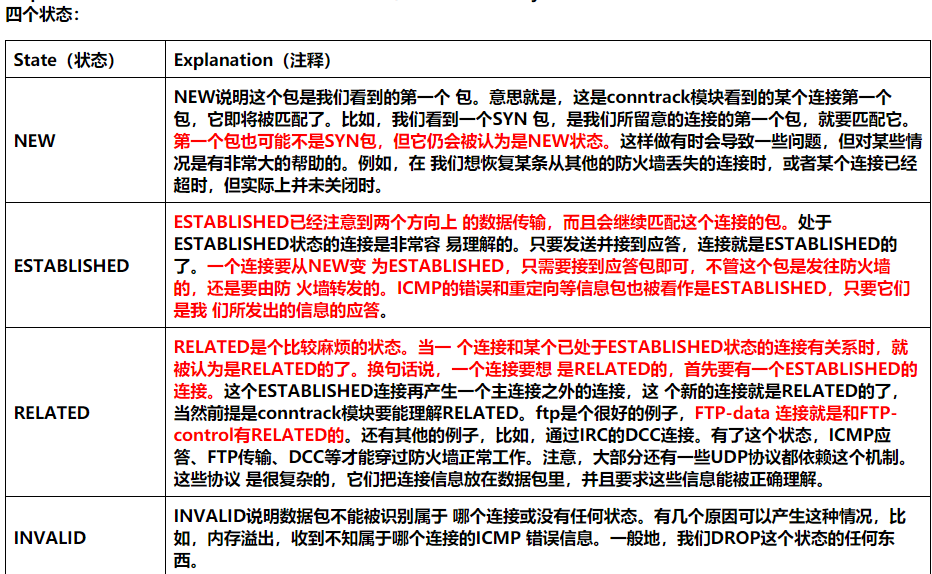 四个状态：
State（状态） Explanation（注释）
NEW说明这个包是我们看到的第一个 包。意思就是，这是conntrack模块看到的某个连接第一个
包，它即将被匹配了。比如，我们看到一个SYN 包，是我们所留意的连接的第一个包，就要匹配它。
NEW
第一个包也可能不是SYN包，但它仍会被认为是NEW状态。这样做有时会导致一些问题，但对某些情
况是有非常大的帮助的。例如，在 我们想恢复某条从其他的防火墙丢失的连接时，或者某个连接已经
超时，但实际上并未关闭时。
ESTABLISHED已经注意到两个方向上 的数据传输，而且会继续匹配这个连接的包。处于
ESTABLISHED状态的连接是非常容 易理解的。只要发送并接到应答，连接就是ESTABLISHED的
ESTABLISHED
了。一个连接要从NEW变 为ESTABLISHED，只需要接到应答包即可，不管这个包是发往防火墙
的，还是要由防 火墙转发的。ICMP的错误和重定向等信息包也被看作是ESTABLISHED，只要它们
是我 们所发出的信息的应答。
RELATED是个比较麻烦的状态。当一 个连接和某个已处于ESTABLISHED状态的连接有关系时，就
被认为是RELATED的了。换句话说，一个连接要想 是RELATED的，首先要有一个ESTABLISHED的
连接。这个ESTABLISHED连接再产生一个主连接之外的连接，这 个新的连接就是RELATED的了，
RELATED
当然前提是conntrack模块要能理解RELATED。ftp是个很好的例子，FTP-data 连接就是和FTP-
control有RELATED的。还有其他的例子，比如，通过IRC的DCC连接。有了这个状态，ICMP应
答、FTP传输、DCC等才能穿过防火墙正常工作。注意，大部分还有一些UDP协议都依赖这个机制。
这些协议 是很复杂的，它们把连接信息放在数据包里，并且要求这些信息能被正确理解。
INVALID说明数据包不能被识别属于 哪个连接或没有任何状态。有几个原因可以产生这种情况，比
INVALID
如，内存溢出，收到不知属于哪个连接的ICMP 错误信息。一般地，我们DROP这个状态的任何东
西。